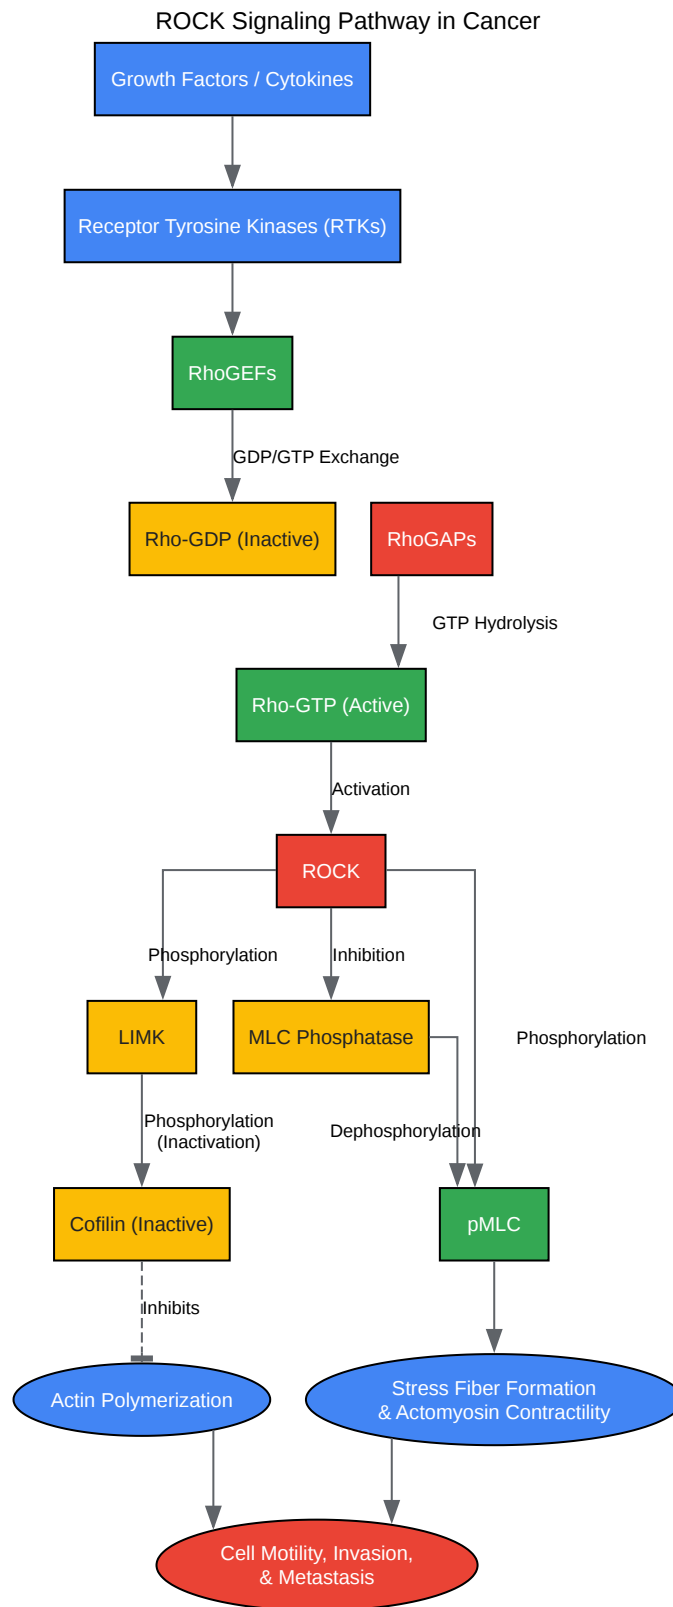 ROCK Signaling Pathway in Cancer
Growth Factors / Cytokines
Receptor Tyrosine Kinases (RTKs)
RhoGEFs
GDP/GTP Exchange
Rho-GDP (Inactive)
RhoGAPs
GTP Hydrolysis
Rho-GTP (Active)
Activation
ROCK
Phosphorylation
Inhibition
LIMK
MLC Phosphatase
Phosphorylation
Phosphorylation
(Inactivation)
Dephosphorylation
Cofilin (Inactive)
pMLC
Inhibits
Actin Polymerization
Stress Fiber Formation
& Actomyosin Contractility
Cell Motility, Invasion,
& Metastasis